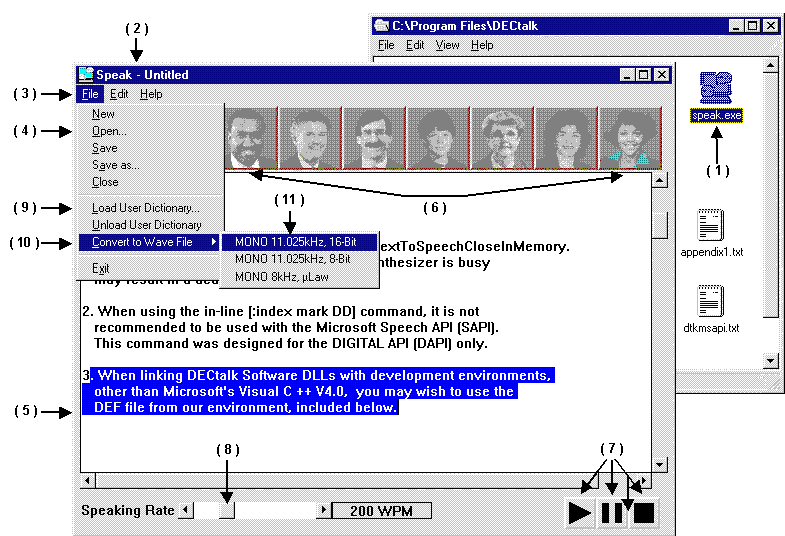 C:\Program Files\DECtalk
File Edit View Help
( 2 )
Speak - Untitled
( 3 )
File Edit Help
New
( 4 )
Open...
Save
Save as...
Close
( 9 )
Load User Dictionary...
Unload User Dictionary
( 10 )
Convert to Wave File
Exit
( 11 )
MONO 11.025kHz, 16-Bit
MONO 11.025kHz, 8-Bit
MONO 8kHz, µLaw
( 6 )
speak.exe
( 1 )
appendix1.txt
dtkmsapi.txt
extToSpeechCloseInMemory.
nthesizer is busy
may result in a
2. When using the in-line [:index mark DD] command, it is not
recommended to be used with the Microsoft Speech API (SAPI).
This command was designed for the DIGITAL API (DAPI) only.
3. When linking DECtalk Software DLLs with development environments,
other than Microsoft's Visual C ++ V4.0, you may wish to use the
( 5 )
DEF file from our environment, included below.
( 8 )
( 7 )
Speaking Rate
200 WPM